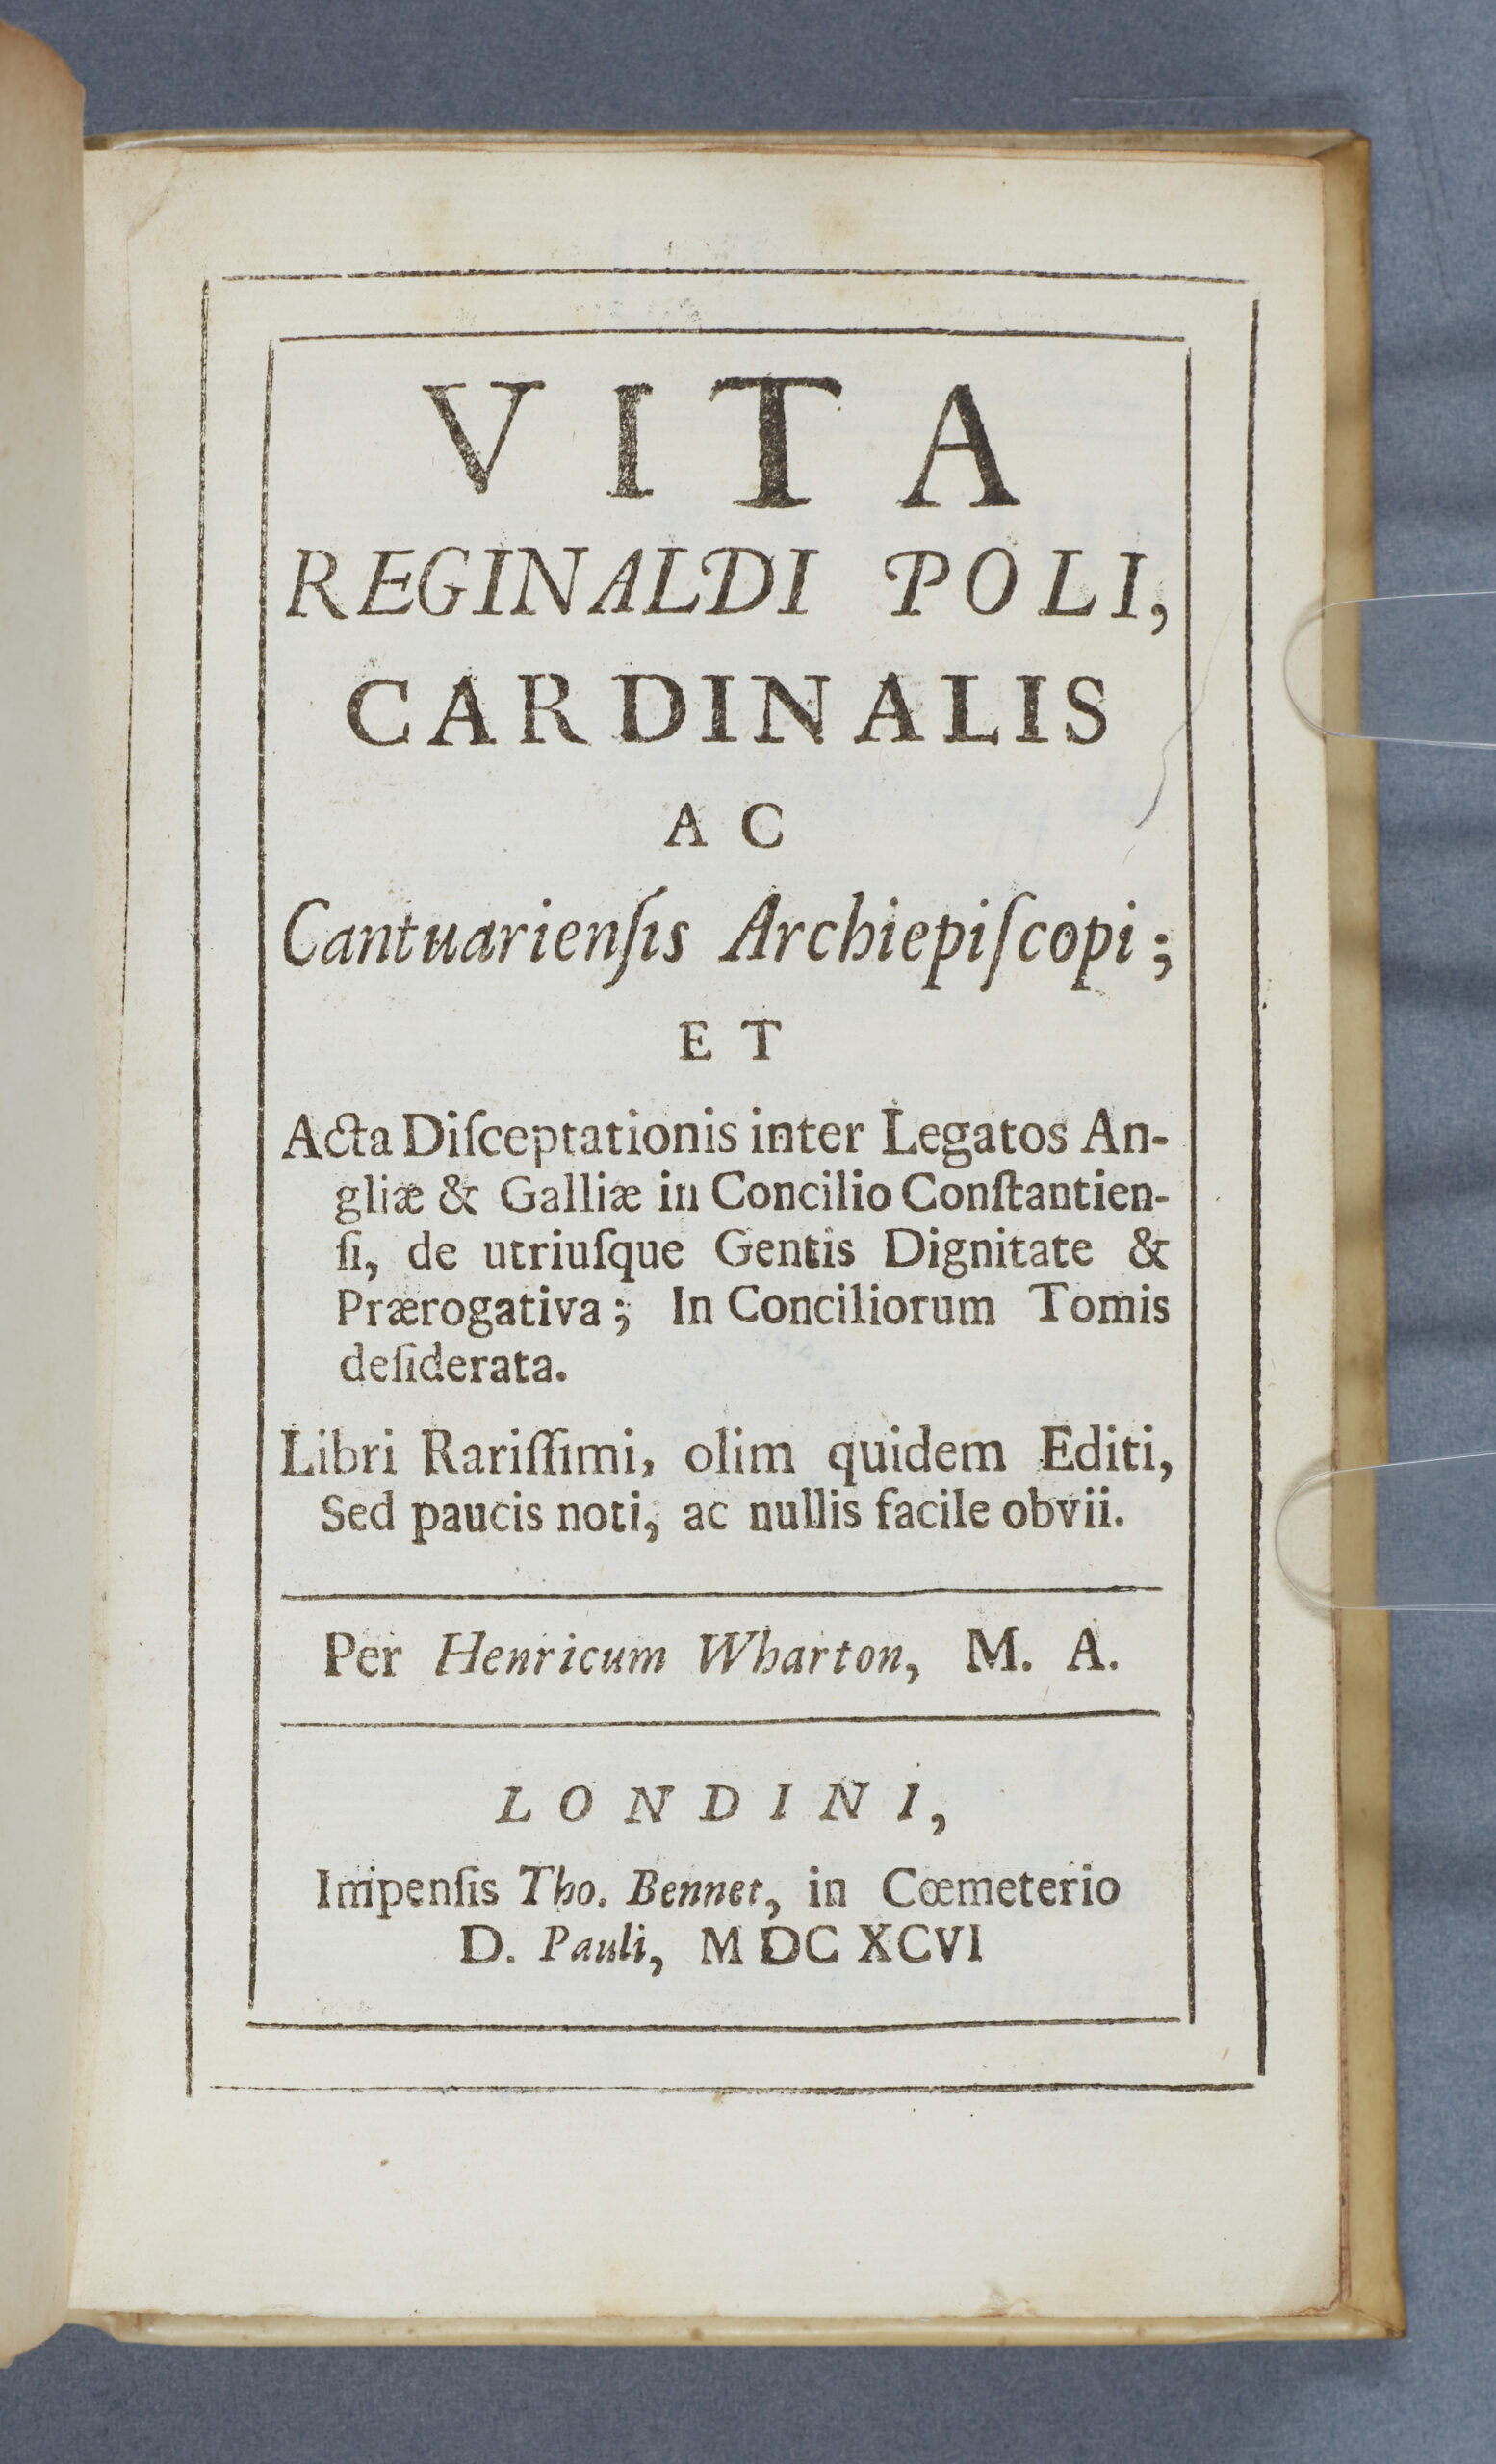 VITA
REGINALDI POLI,
CARDINALIS
AC
Cantuarienſis Archiepiſcopi;
ET
Acta Diſceptationis inter Legatos An-
gliæ & Galliæ in Concilio Conſtantien-
ſi, de utriuſque Gentis Dignitate &
Prærogativa; In Conciliorum Tomis
deſiderata.
Libri Rariſſimi, olim quidem Editi,
Sed paucis noti, ac nullis facile obvii.
Per Henricum Wharton, M. A.
LONDINI,
Impenſis Tho. Bennet, in Cœmeterio
D. Pauli, MDCXCVI